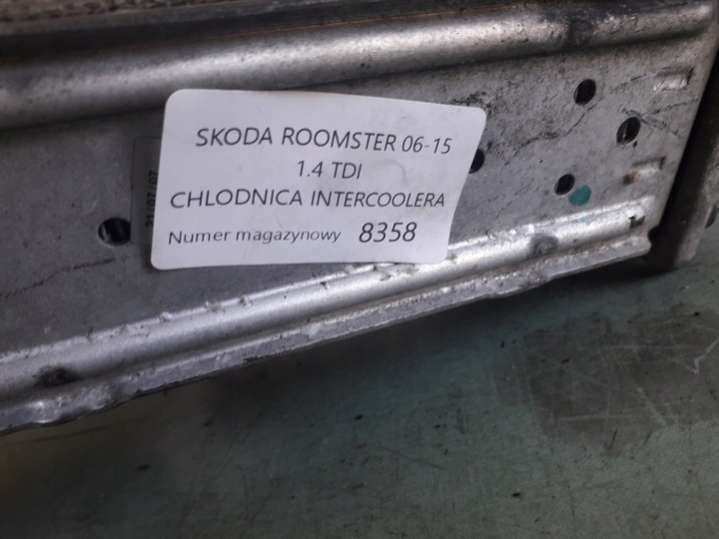 SKODA ROOMSTER 06-15
1.4 TDI
CHLODNICA INTERCOOLERA
Numer magazynowy 8358